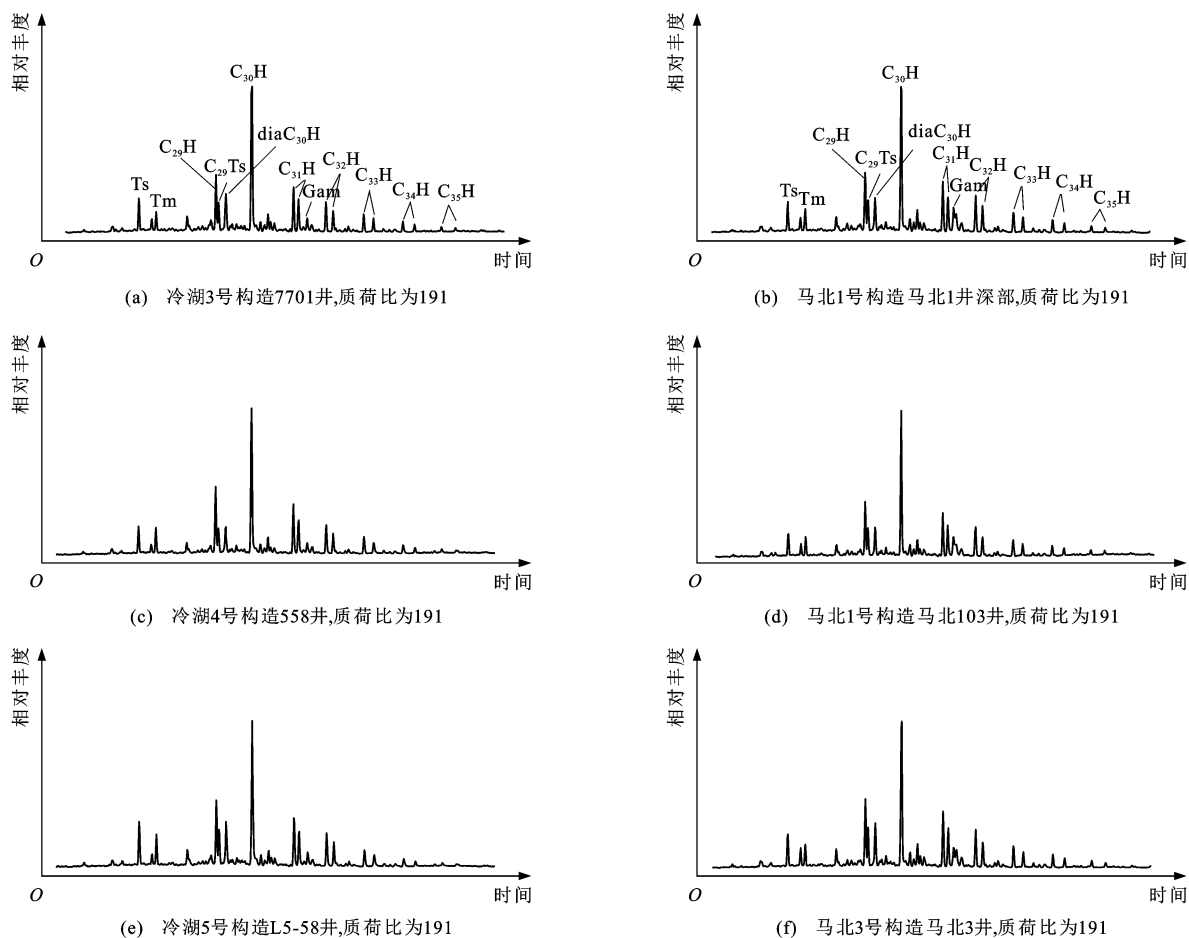 相对丰度
C₃₀H
C₂₉H
diaC₃₀H
C₂₉Ts
C₃₁H
C₃₂H
Ts
Tm
Gam
C₃₃H
C₃₄H
C₃₅H
O
时间
(a) 冷湖3号构造7701井,质荷比为191
相对丰度
C₃₀H
C₂₉H
diaC₃₀H
C₂₉Ts
C₃₁H
C₃₂H
Ts
Tm
Gam
C₃₃H
C₃₄H
C₃₅H
O
时间
(b) 马北1号构造马北1井深部,质荷比为191
相对丰度
O
时间
(c) 冷湖4号构造558井,质荷比为191
相对丰度
O
时间
(d) 马北1号构造马北103井,质荷比为191
相对丰度
O
时间
(e) 冷湖5号构造L5-58井,质荷比为191
相对丰度
O
时间
(f) 马北3号构造马北3井,质荷比为191